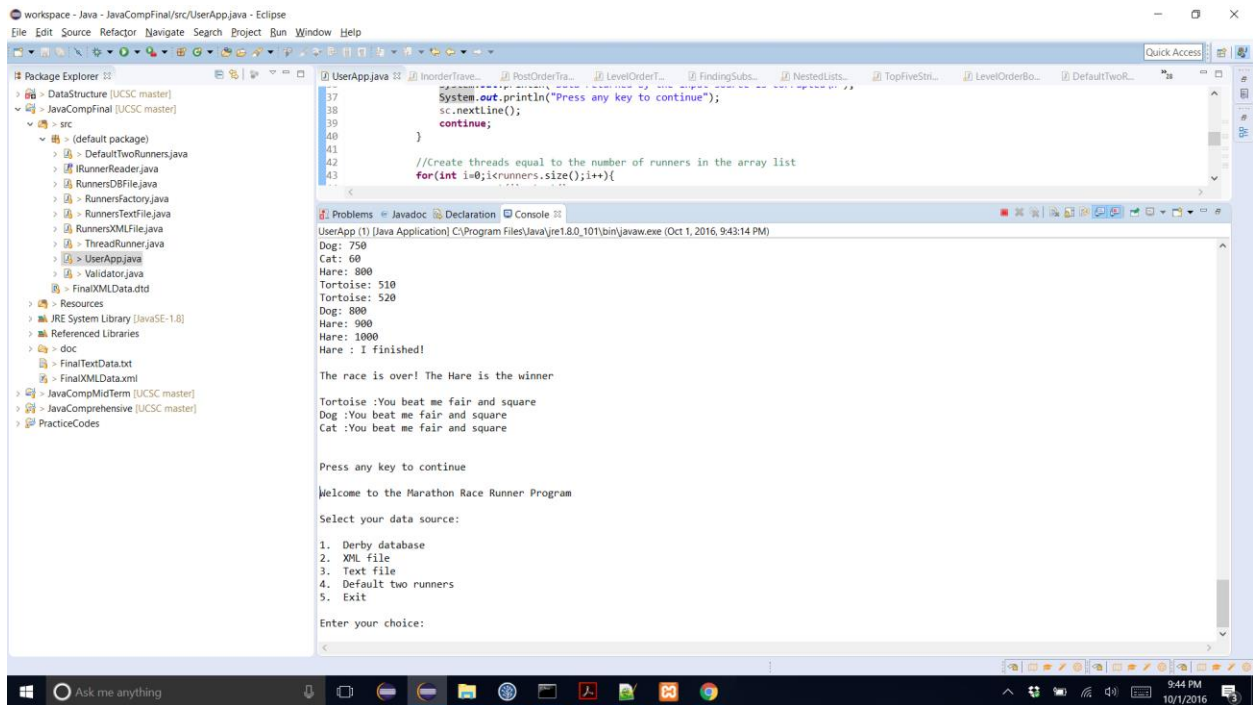 workspace - Java - JavaCompFinal/src/UserApp.java - Eclipse
File Edit Source Refactor Navigate Search Project Run Window Help
Quick Access
Package Explorer
> DataStructure [UCSC master]
> JavaCompFinal [UCSC master]
> src
> (default package)
> DefaultTwoRunners.java
> IRunnerReader.java
> RunnersDBFile.java
> RunnersFactory.java
> RunnersTextFile.java
> RunnersXMLFile.java
> ThreadRunner.java
> UserApp.java
> Validator.java
> FinalXMLData.dtd
> Resources
JRE System Library [JavaSE-1.8]
Referenced Libraries
> doc
> FinalTextData.txt
> FinalXMLData.xml
> JavaCompMidTerm [UCSC master]
> JavaComprehensive [UCSC master]
PracticeCodes
UserApp.java InorderTrave... PostOrderTra... LevelOrderT... FindingSubs... NestedLists... TopFiveStri... LevelOrderBo... DefaultTwoR...
37 System.out.println("Press any key to continue");
38 sc.nextLine();
39 continue;
40 }
41
42 //Create threads equal to the number of runners in the array list
43 for(int i=0;i<runners.size();i++){
Problems Javadoc Declaration Console
UserApp (1) [Java Application] C:\Program Files\Java\jre1.8.0_101\bin\javaw.exe (Oct 1, 2016, 9:43:14 PM)
Dog: 750
Cat: 60
Hare: 800
Tortoise: 510
Tortoise: 520
Dog: 800
Hare: 900
Hare: 1000
Hare : I finished!
The race is over! The Hare is the winner
Tortoise :You beat me fair and square
Dog :You beat me fair and square
Cat :You beat me fair and square
Press any key to continue
Welcome to the Marathon Race Runner Program
Select your data source:
1. Derby database
2. XML file
3. Text file
4. Default two runners
5. Exit
Enter your choice:
Ask me anything
9:44 PM
10/1/2016